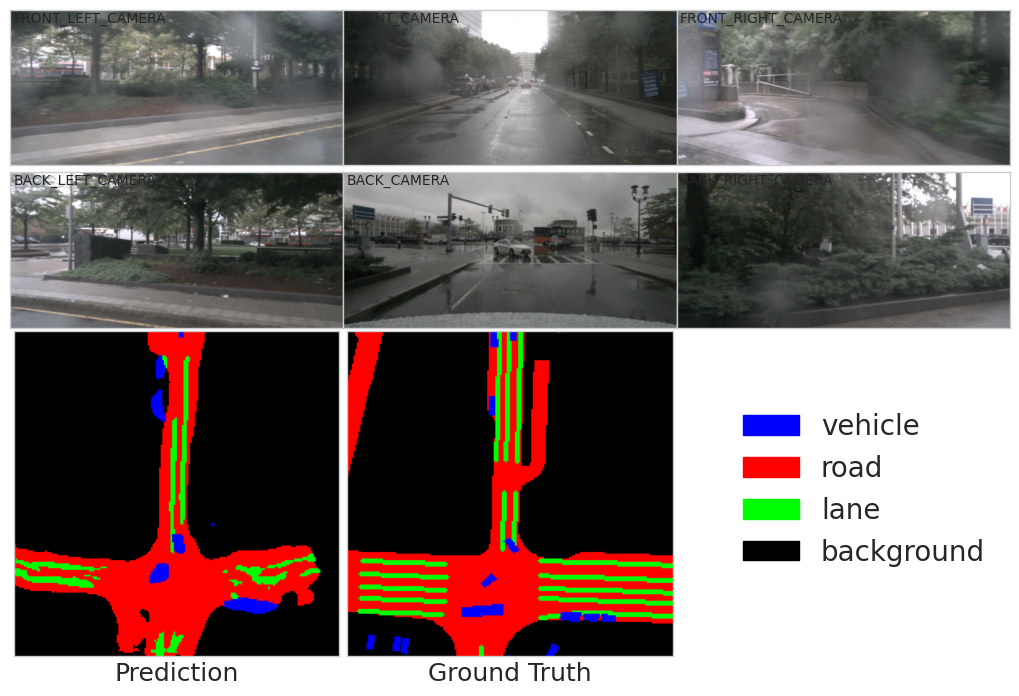 FRONT_LEFT_CAMERA
FRONT_CAMERA
FRONT_RIGHT_CAMERA
BACK_LEFT_CAMERA
BACK_CAMERA
BACK_RIGHT_CAMERA
vehicle
road
lane
background
Prediction
Ground Truth